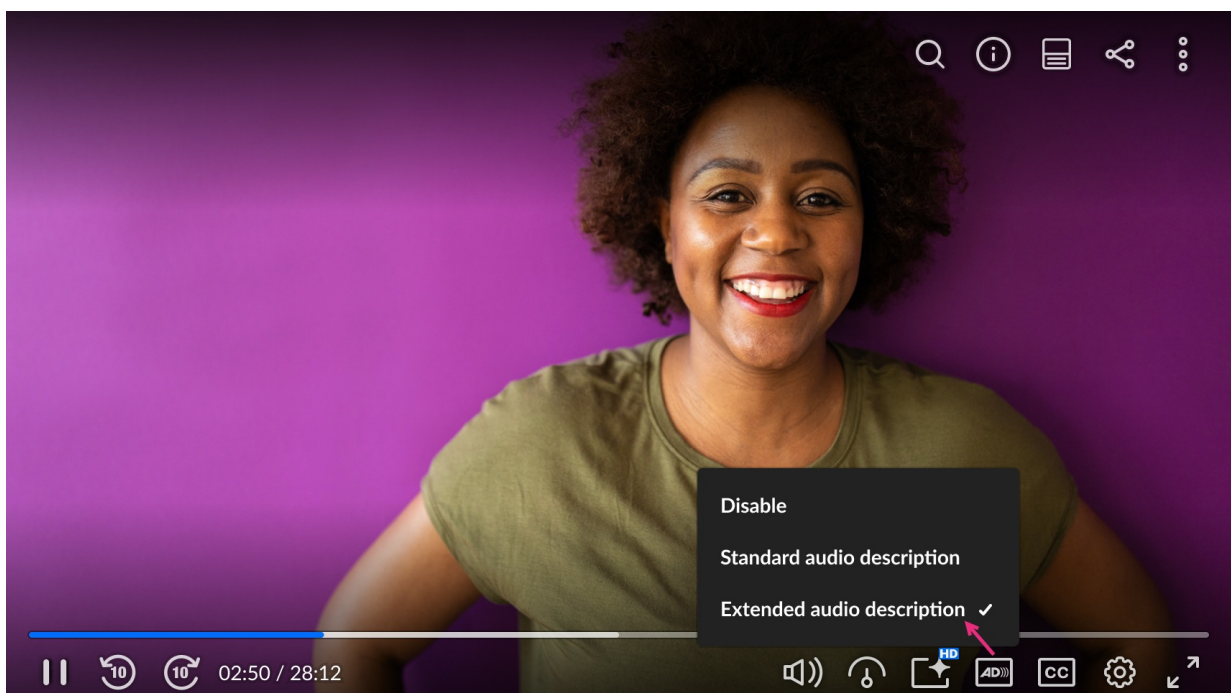 Disable
Standard audio description
Extended audio description
10 10 02:50 / 28:12 HD AD CC